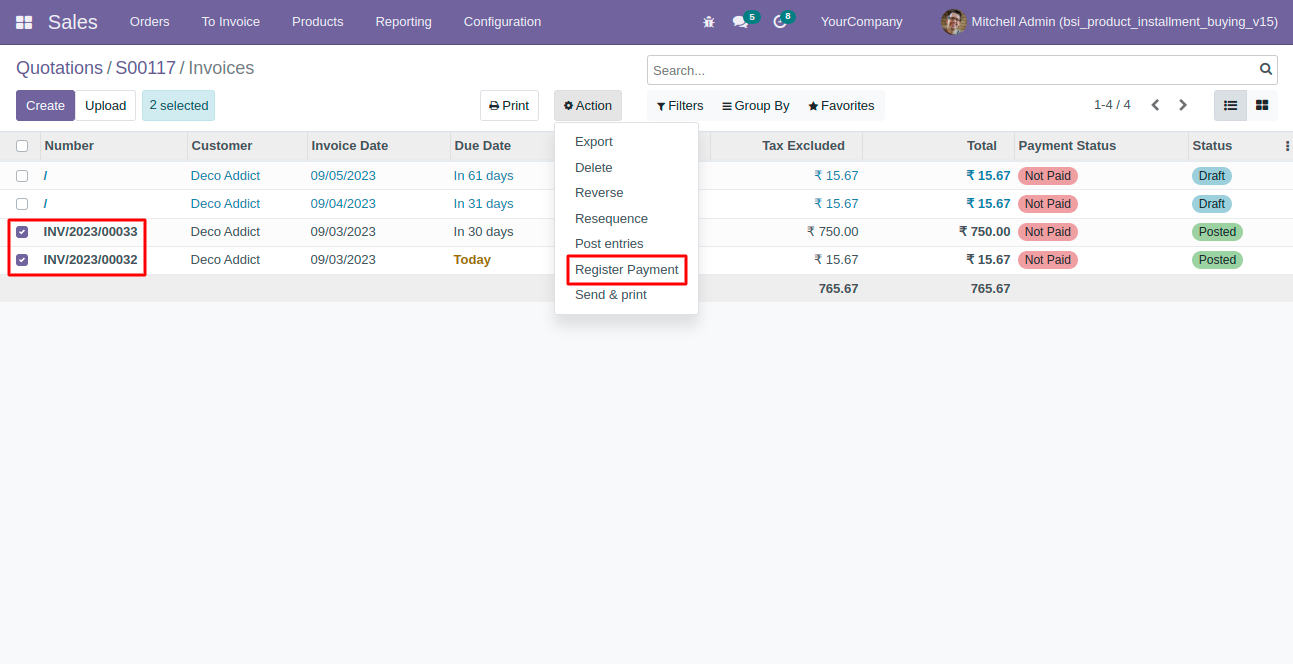 Sales Orders To Invoice Products Reporting Configuration 5 8 YourCompany Mitchell Admin (bsi_product_installment_buying_v15)
Quotations / S00117 / Invoices
Search...
Create Upload 2 selected Print Action Filters Group By Favorites 1-4 / 4
Number Customer Invoice Date Due Date Tax Excluded Total Payment Status Status
/ Deco Addict 09/05/2023 In 61 days ₹ 15.67 ₹ 15.67 Not Paid Draft
/ Deco Addict 09/04/2023 In 31 days ₹ 15.67 ₹ 15.67 Not Paid Draft
INV/2023/00033 Deco Addict 09/03/2023 In 30 days ₹ 750.00 ₹ 750.00 Not Paid Posted
INV/2023/00032 Deco Addict 09/03/2023 Today ₹ 15.67 ₹ 15.67 Not Paid Posted
765.67 765.67
Export
Delete
Reverse
Resequence
Post entries
Register Payment
Send & print